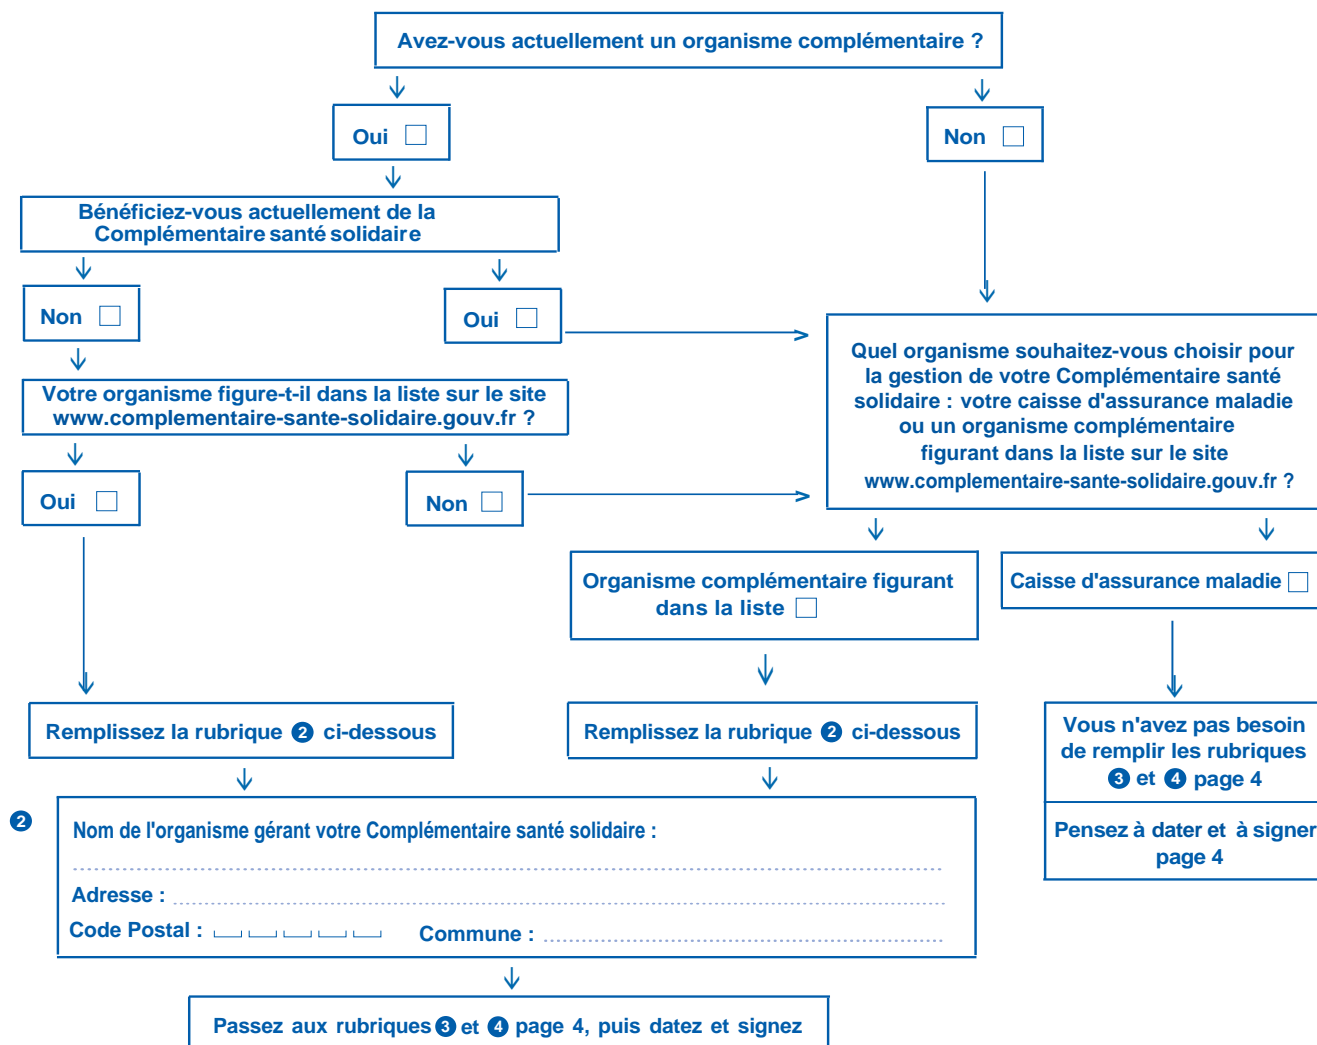 Avez-vous actuellement un organisme complémentaire ?
Oui
Non
Bénéficiez-vous actuellement de la
Complémentaire santé solidaire
Non
Oui
Quel organisme souhaitez-vous choisir pour
la gestion de votre Complémentaire santé
solidaire : votre caisse d'assurance maladie
ou un organisme complémentaire
figurant dans la liste sur le site
www.complementaire-sante-solidaire.gouv.fr ?
Votre organisme figure-t-il dans la liste sur le site
www.complementaire-sante-solidaire.gouv.fr ?
Oui
Non
Organisme complémentaire figurant
dans la liste
Caisse d'assurance maladie
Remplissez la rubrique 2 ci-dessous
Remplissez la rubrique 2 ci-dessous
Vous n'avez pas besoin
de remplir les rubriques
3 et 4 page 4
Pensez à dater et à signer
page 4
2
Nom de l'organisme gérant votre Complémentaire santé solidaire :
Adresse :
Code Postal :
Commune :
Passez aux rubriques 3 et 4 page 4, puis datez et signez